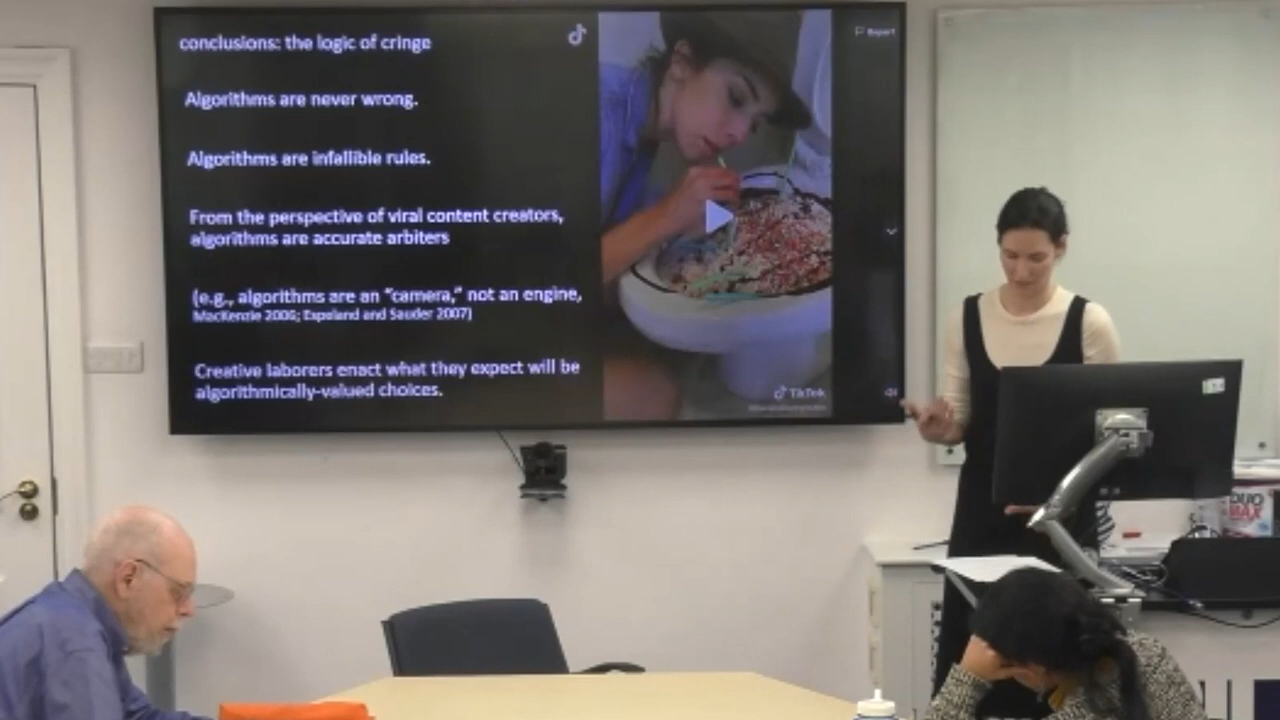 conclusions: the logic of cringe
Report
Algorithms are never wrong.
Algorithms are infallible rules.
From the perspective of viral content creators,
algorithms are accurate arbiters
(e.g., algorithms are an “camera,” not an engine,
MacKenzie 2006; Espeland and Sauder 2007)
Creative laborers enact what they expect will be
algorithmically-valued choices.
TikTok
DUO
MAX